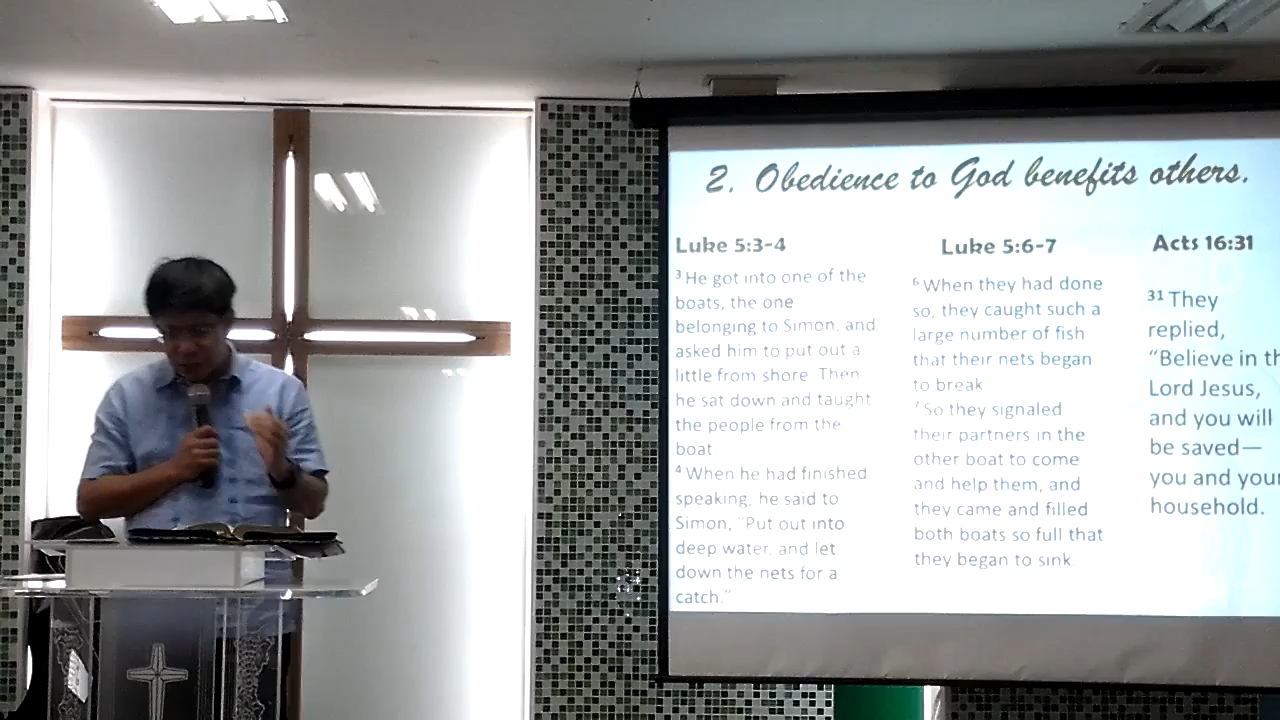 2. Obedience to God benefits others.
Luke 5:3-4
3 He got into one of the
boats, the one
belonging to Simon, and
asked him to put out a
little from shore. Then
he sat down and taught
the people from the
boat
4 When he had finished
speaking, he said to
Simon, "Put out into
deep water, and let
down the nets for a
catch."
Luke 5:6-7
6 When they had done
so, they caught such a
large number of fish
that their nets began
to break
7 So they signaled
their partners in the
other boat to come
and help them, and
they came and filled
both boats so full that
they began to sink
Acts 16:31
31 They
replied,
“Believe in th
Lord Jesus,
and you will
be saved—
you and your
household.